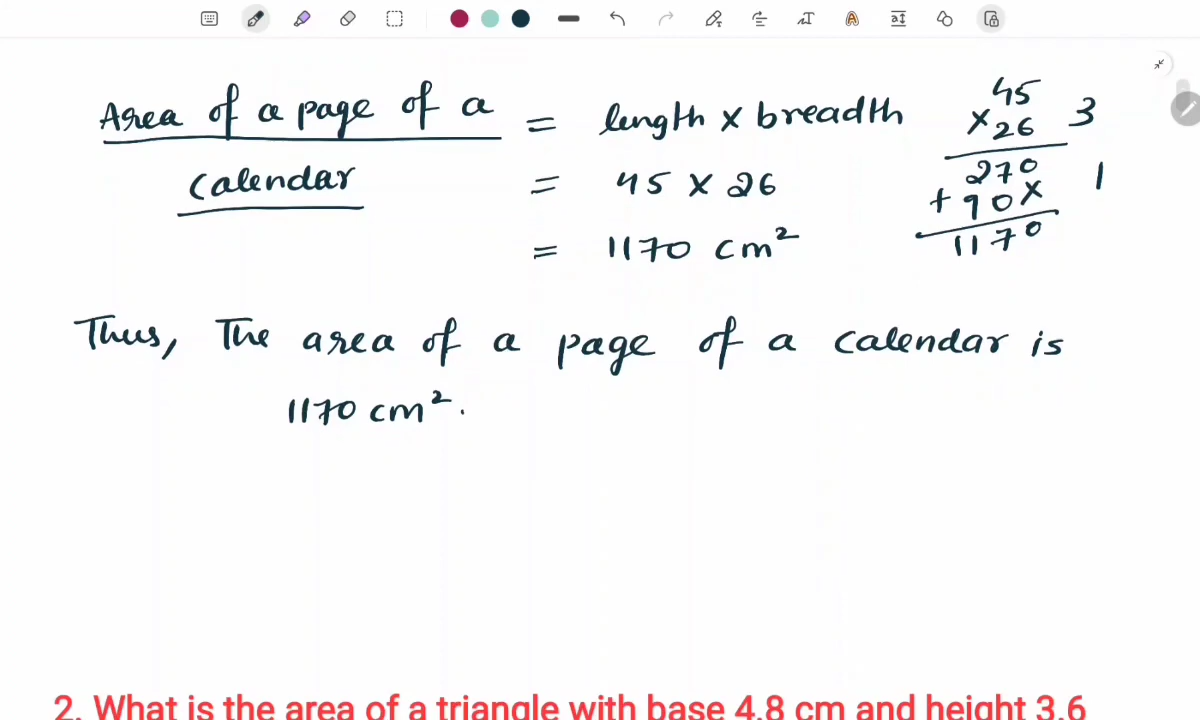 Area of a page of a = length x breadth
calendar = 45 x 26
= 1170 cm²
45
x26 3
270 1
+ 90x
1170
Thus, The area of a page of a calendar is
1170 cm².
2. What is the area of a triangle with base 4.8 cm and height 3.6